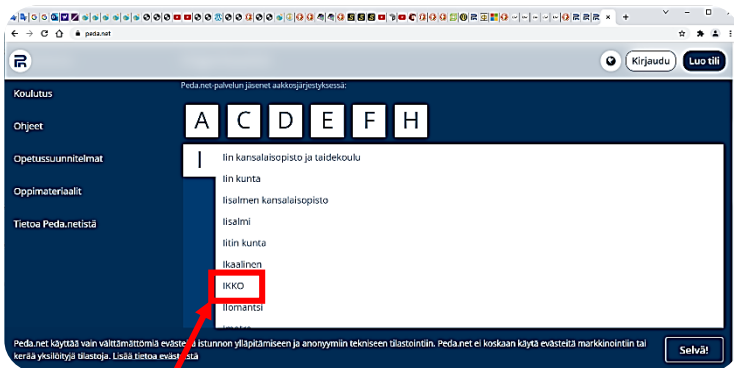 peda.net
Kirjaudu
Luo tili
Koulutus
Ohjeet
Opetussuunnitelmat
Oppimateriaalit
Tietoa Peda.netistä
Peda.net-palvelun jäsenet aakkosjärjestyksessä:
A C D E F H
I
Iin kansalaisopisto ja taidekoulu
Iin kunta
Iisalmen kansalaisopisto
Iisalmi
Iitin kunta
Ikaalinen
IKKO
Ilomantsi
Peda.net käyttää vain välttämättömiä evästeitä istunnon ylläpitämiseen ja anonyymiin tekniseen tilastointiin. Peda.net ei koskaan käytä evästeitä markkinointiin tai
kerää yksilöityjä tilastoja. Lisää tietoa evästeistä
Selvä!